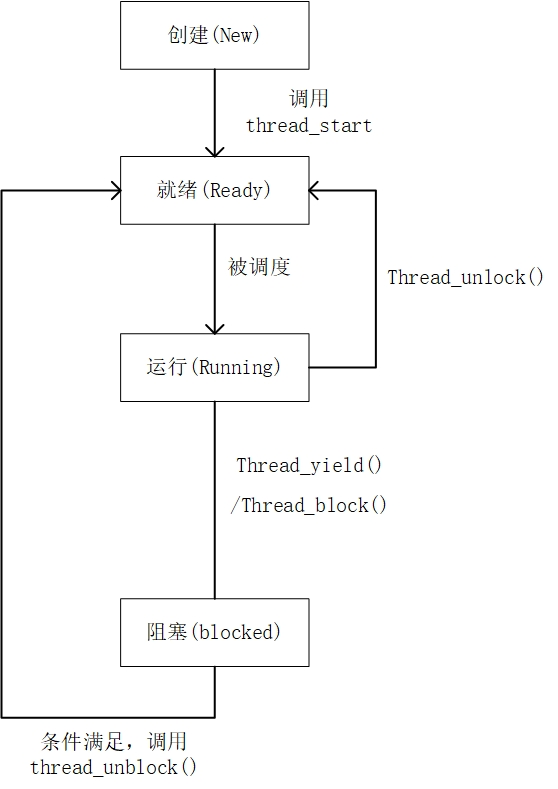 创建(New)
调用
thread_start
就绪(Ready)
被调度
Thread_unlock()
运行(Running)
Thread_yield()
/Thread_block()
阻塞(blocked)
条件满足，调用
thread_unblock()